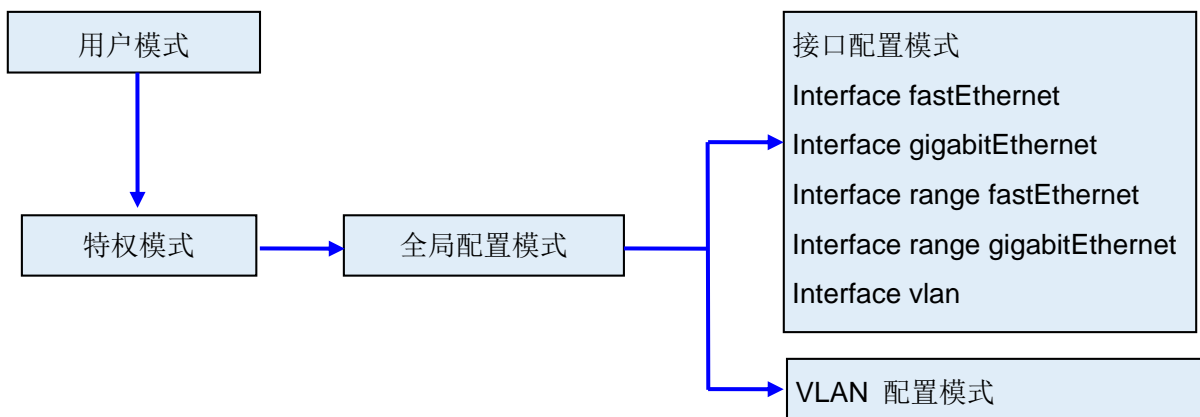 用户模式
特权模式
全局配置模式
接口配置模式
Interface fastEthernet
Interface gigabitEthernet
Interface range fastEthernet
Interface range gigabitEthernet
Interface vlan
VLAN 配置模式